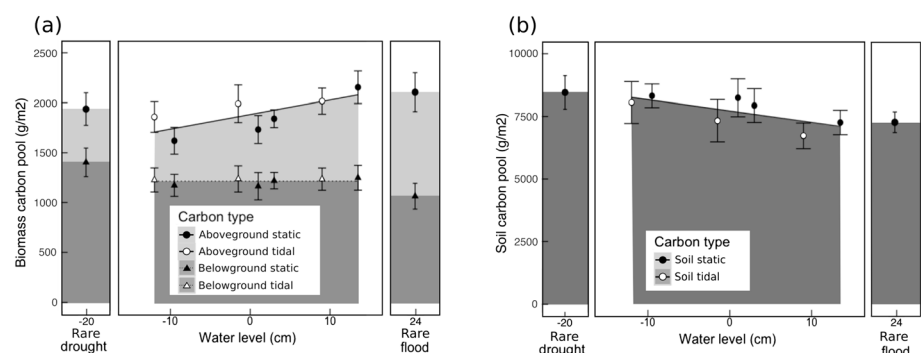 (a)
Biomass carbon pool (g/m2)
2500
2000
1500
1000
500
0
Carbon type
Aboveground static
Aboveground tidal
Belowground static
Belowground tidal
-20
-10
0
10
24
Rare
drought
Water level (cm)
Rare
flood
(b)
Soil carbon pool (g/m2)
10000
7500
5000
2500
0
Carbon type
Soil static
Soil tidal
-20
-10
0
10
24
Rare
drought
Water level (cm)
Rare
flood